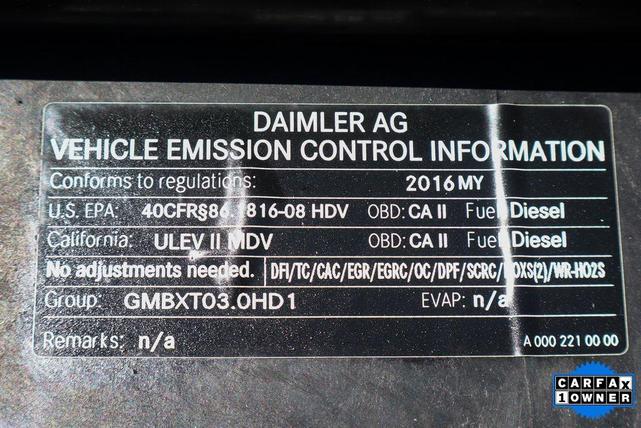 DAIMLER AG
VEHICLE EMISSION CONTROL INFORMATION
Conforms to regulations: 2016 MY
U.S. EPA: 40CFR§86.1816-08 HDV OBD: CA II Fuel Diesel
California: ULEV II MDV OBD: CA II Fuel Diesel
No adjustments needed. DFI/TC/CAC/EGR/EGRC/OC/DPF/SCRC/NOXS(2)/WR-HO2S
Group: GMBXT03.0HD1 EVAP: n/a
Remarks: n/a A 000 221 00 00
CARFAX
1 OWNER